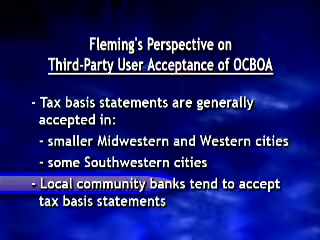 Fleming's Perspective on
Third-Party User Acceptance of OCBOA
- Tax basis statements are generally
accepted in:
- smaller Midwestern and Western cities
- some Southwestern cities
- Local community banks tend to accept
tax basis statements